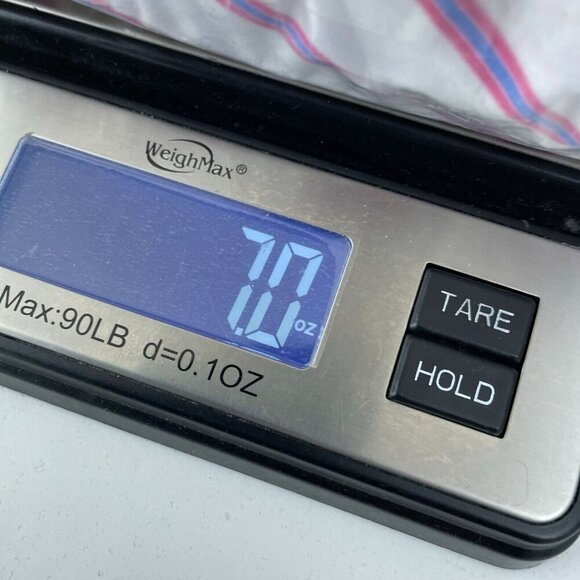 WeighMax®
7.0 oz
Max:90LB d=0.1OZ
TARE
HOLD